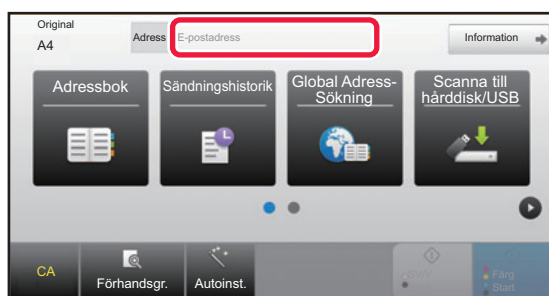 Original
A4
Adress
E-postadress
Information
Adressbok
Sändningshistorik
Global Adress-
Sökning
Scanna till
hårddisk/USB
CA
Förhandsgr.
Autoinst.
S/V
Start
Färg
Start